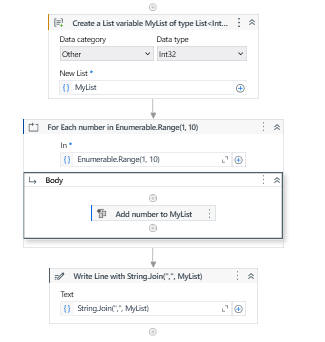 Create a List variable MyList of type List<Int...
Data category
Data type
Other
Int32
New List *
MyList
For Each number in Enumerable.Range(1, 10)
In *
Enumerable.Range(1, 10)
Body
Add number to MyList
Write Line with String.Join(",", MyList)
Text
String.Join(",", MyList)